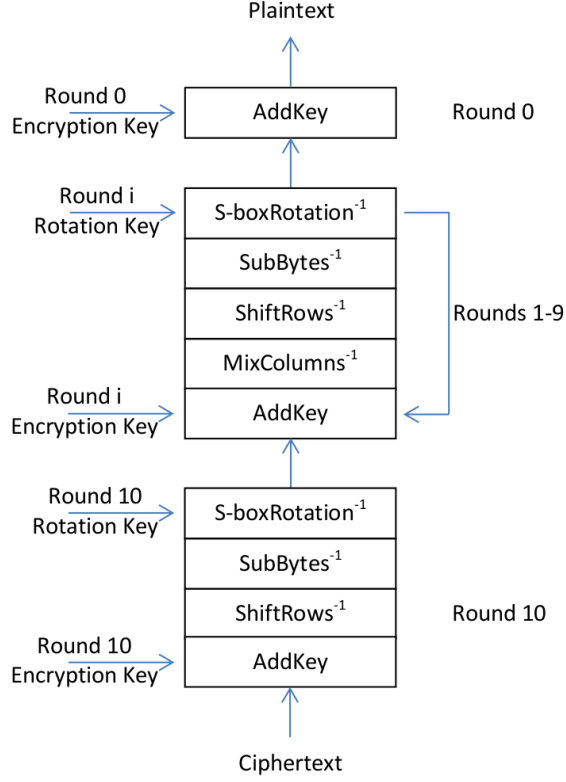 Plaintext
Round 0
Encryption Key
AddKey
Round 0
Round i
Rotation Key
S-boxRotation⁻¹
SubBytes⁻¹
ShiftRows⁻¹
Rounds 1-9
MixColumns⁻¹
Round i
Encryption Key
AddKey
Round 10
Rotation Key
S-boxRotation⁻¹
SubBytes⁻¹
ShiftRows⁻¹
Round 10
Round 10
Encryption Key
AddKey
Ciphertext